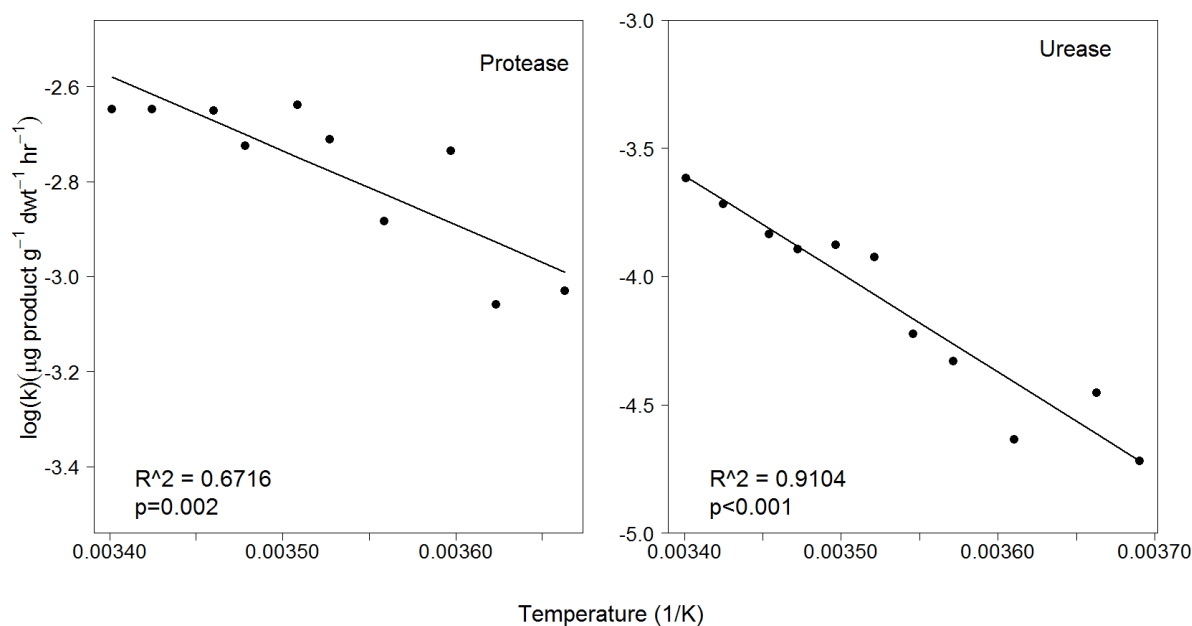 Protease
-2.6
-2.8
-3.0
-3.2
-3.4
log(k)(µg product g⁻¹ dwt⁻¹ hr⁻¹)
R^2 = 0.6716
p=0.002
0.00340
0.00350
0.00360
Urease
-3.0
-3.5
-4.0
-4.5
-5.0
R^2 = 0.9104
p<0.001
0.00340
0.00350
0.00360
0.00370
Temperature (1/K)